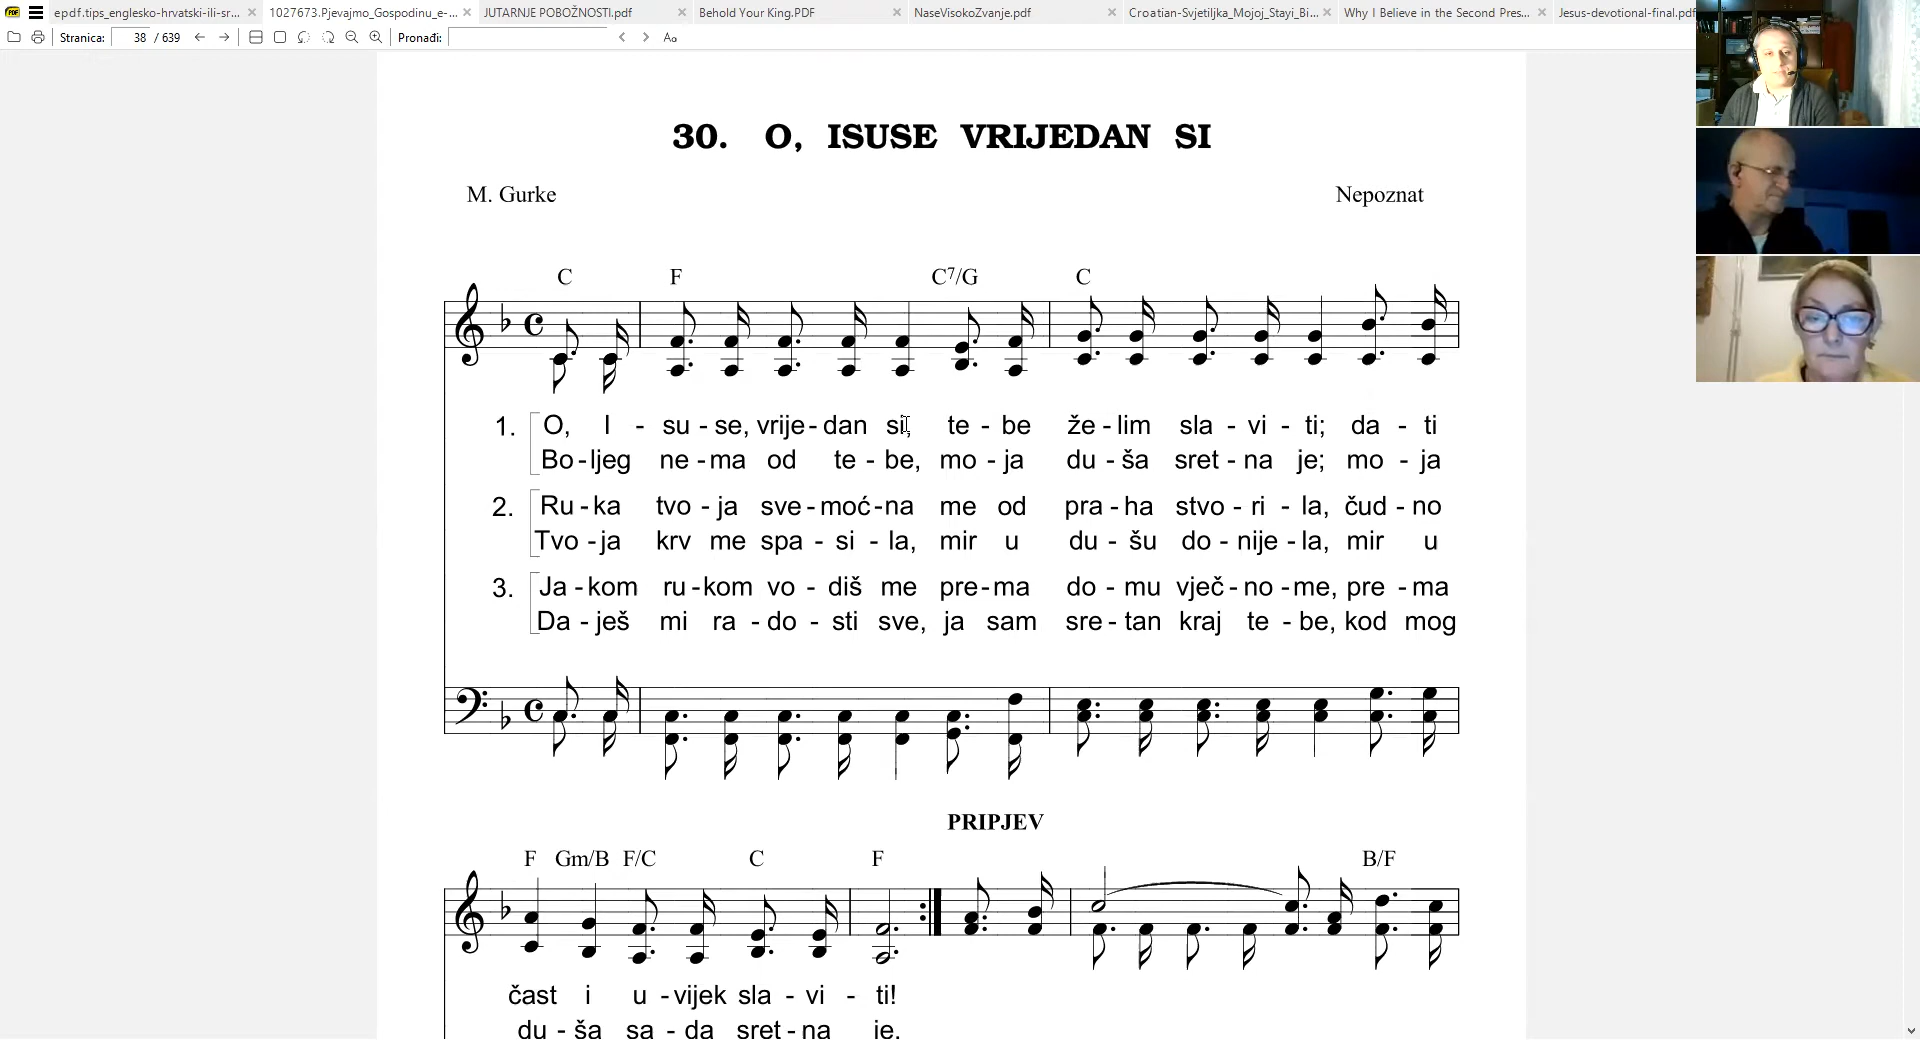 epdf.tips_englesko-hrvatski-ili-sr...
1027673.Pjevajmo_Gospodinu_e-...
JUTARNJE POBOŽNOSTI.pdf
Behold Your King.PDF
NaseVisokoZvanje.pdf
Croatian-Svjetiljka_Mojoj_Stayi_Bi...
Why I Believe in the Second Pres...
Jesus-devotional-final.pdf
Stranica: 38 / 639
Pronađi:
30. O, ISUSE VRIJEDAN SI
M. Gurke
Nepoznat
C F C7/G C
1. O, I - su - se, vrije - dan si, te - be že - lim sla - vi - ti; da - ti
Bo - ljeg ne - ma od te - be, mo - ja du - ša sret - na je; mo - ja
2. Ru - ka tvo - ja sve - moć - na me od pra - ha stvo - ri - la, čud - no
Tvo - ja krv me spa - si - la, mir u du - šu do - nije - la, mir u
3. Ja - kom ru - kom vo - diš me pre - ma do - mu vječ - no - me, pre - ma
Da - ješ mi ra - do - sti sve, ja sam sre - tan kraj te - be, kod mog
PRIPJEV
F Gm/B F/C C F B/F
čast i u - vijek sla - vi - ti!
du - ša sa - da sret - na je.